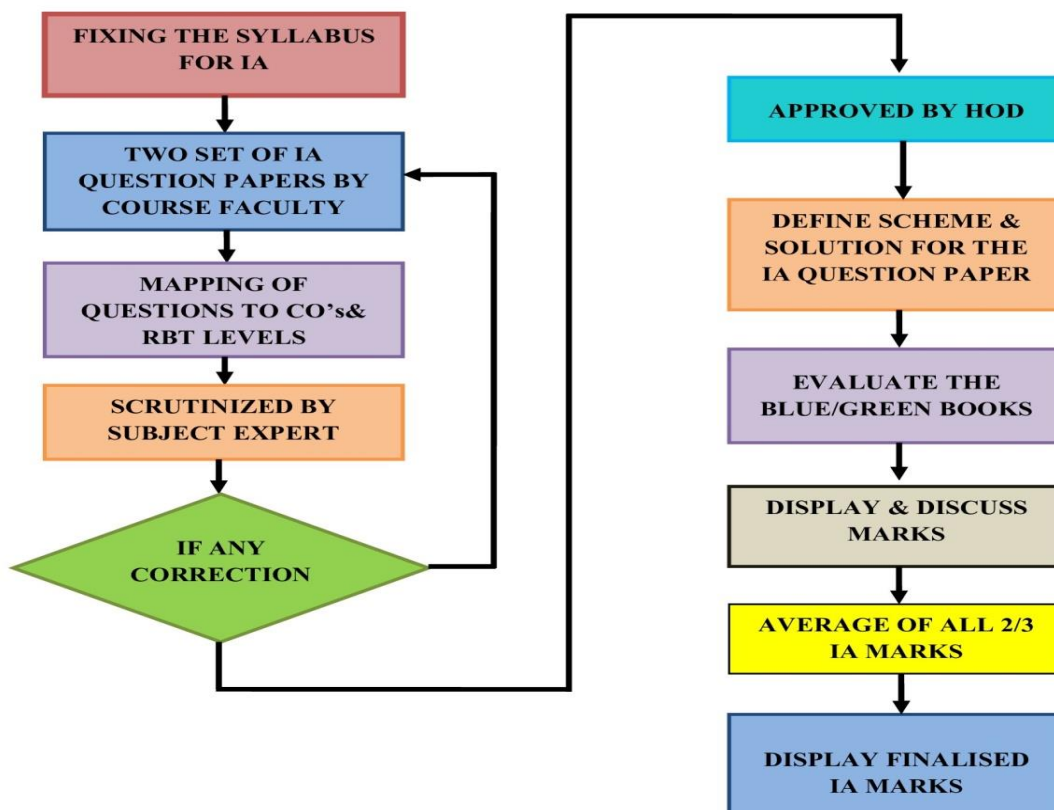 FIXING THE SYLLABUS
FOR IA
TWO SET OF IA
QUESTION PAPERS BY
COURSE FACULTY
MAPPING OF
QUESTIONS TO CO’s&
RBT LEVELS
SCRUTINIZED BY
SUBJECT EXPERT
IF ANY
CORRECTION
APPROVED BY HOD
DEFINE SCHEME &
SOLUTION FOR THE
IA QUESTION PAPER
EVALUATE THE
BLUE/GREEN BOOKS
DISPLAY & DISCUSS
MARKS
AVERAGE OF ALL 2/3
IA MARKS
DISPLAY FINALISED
IA MARKS